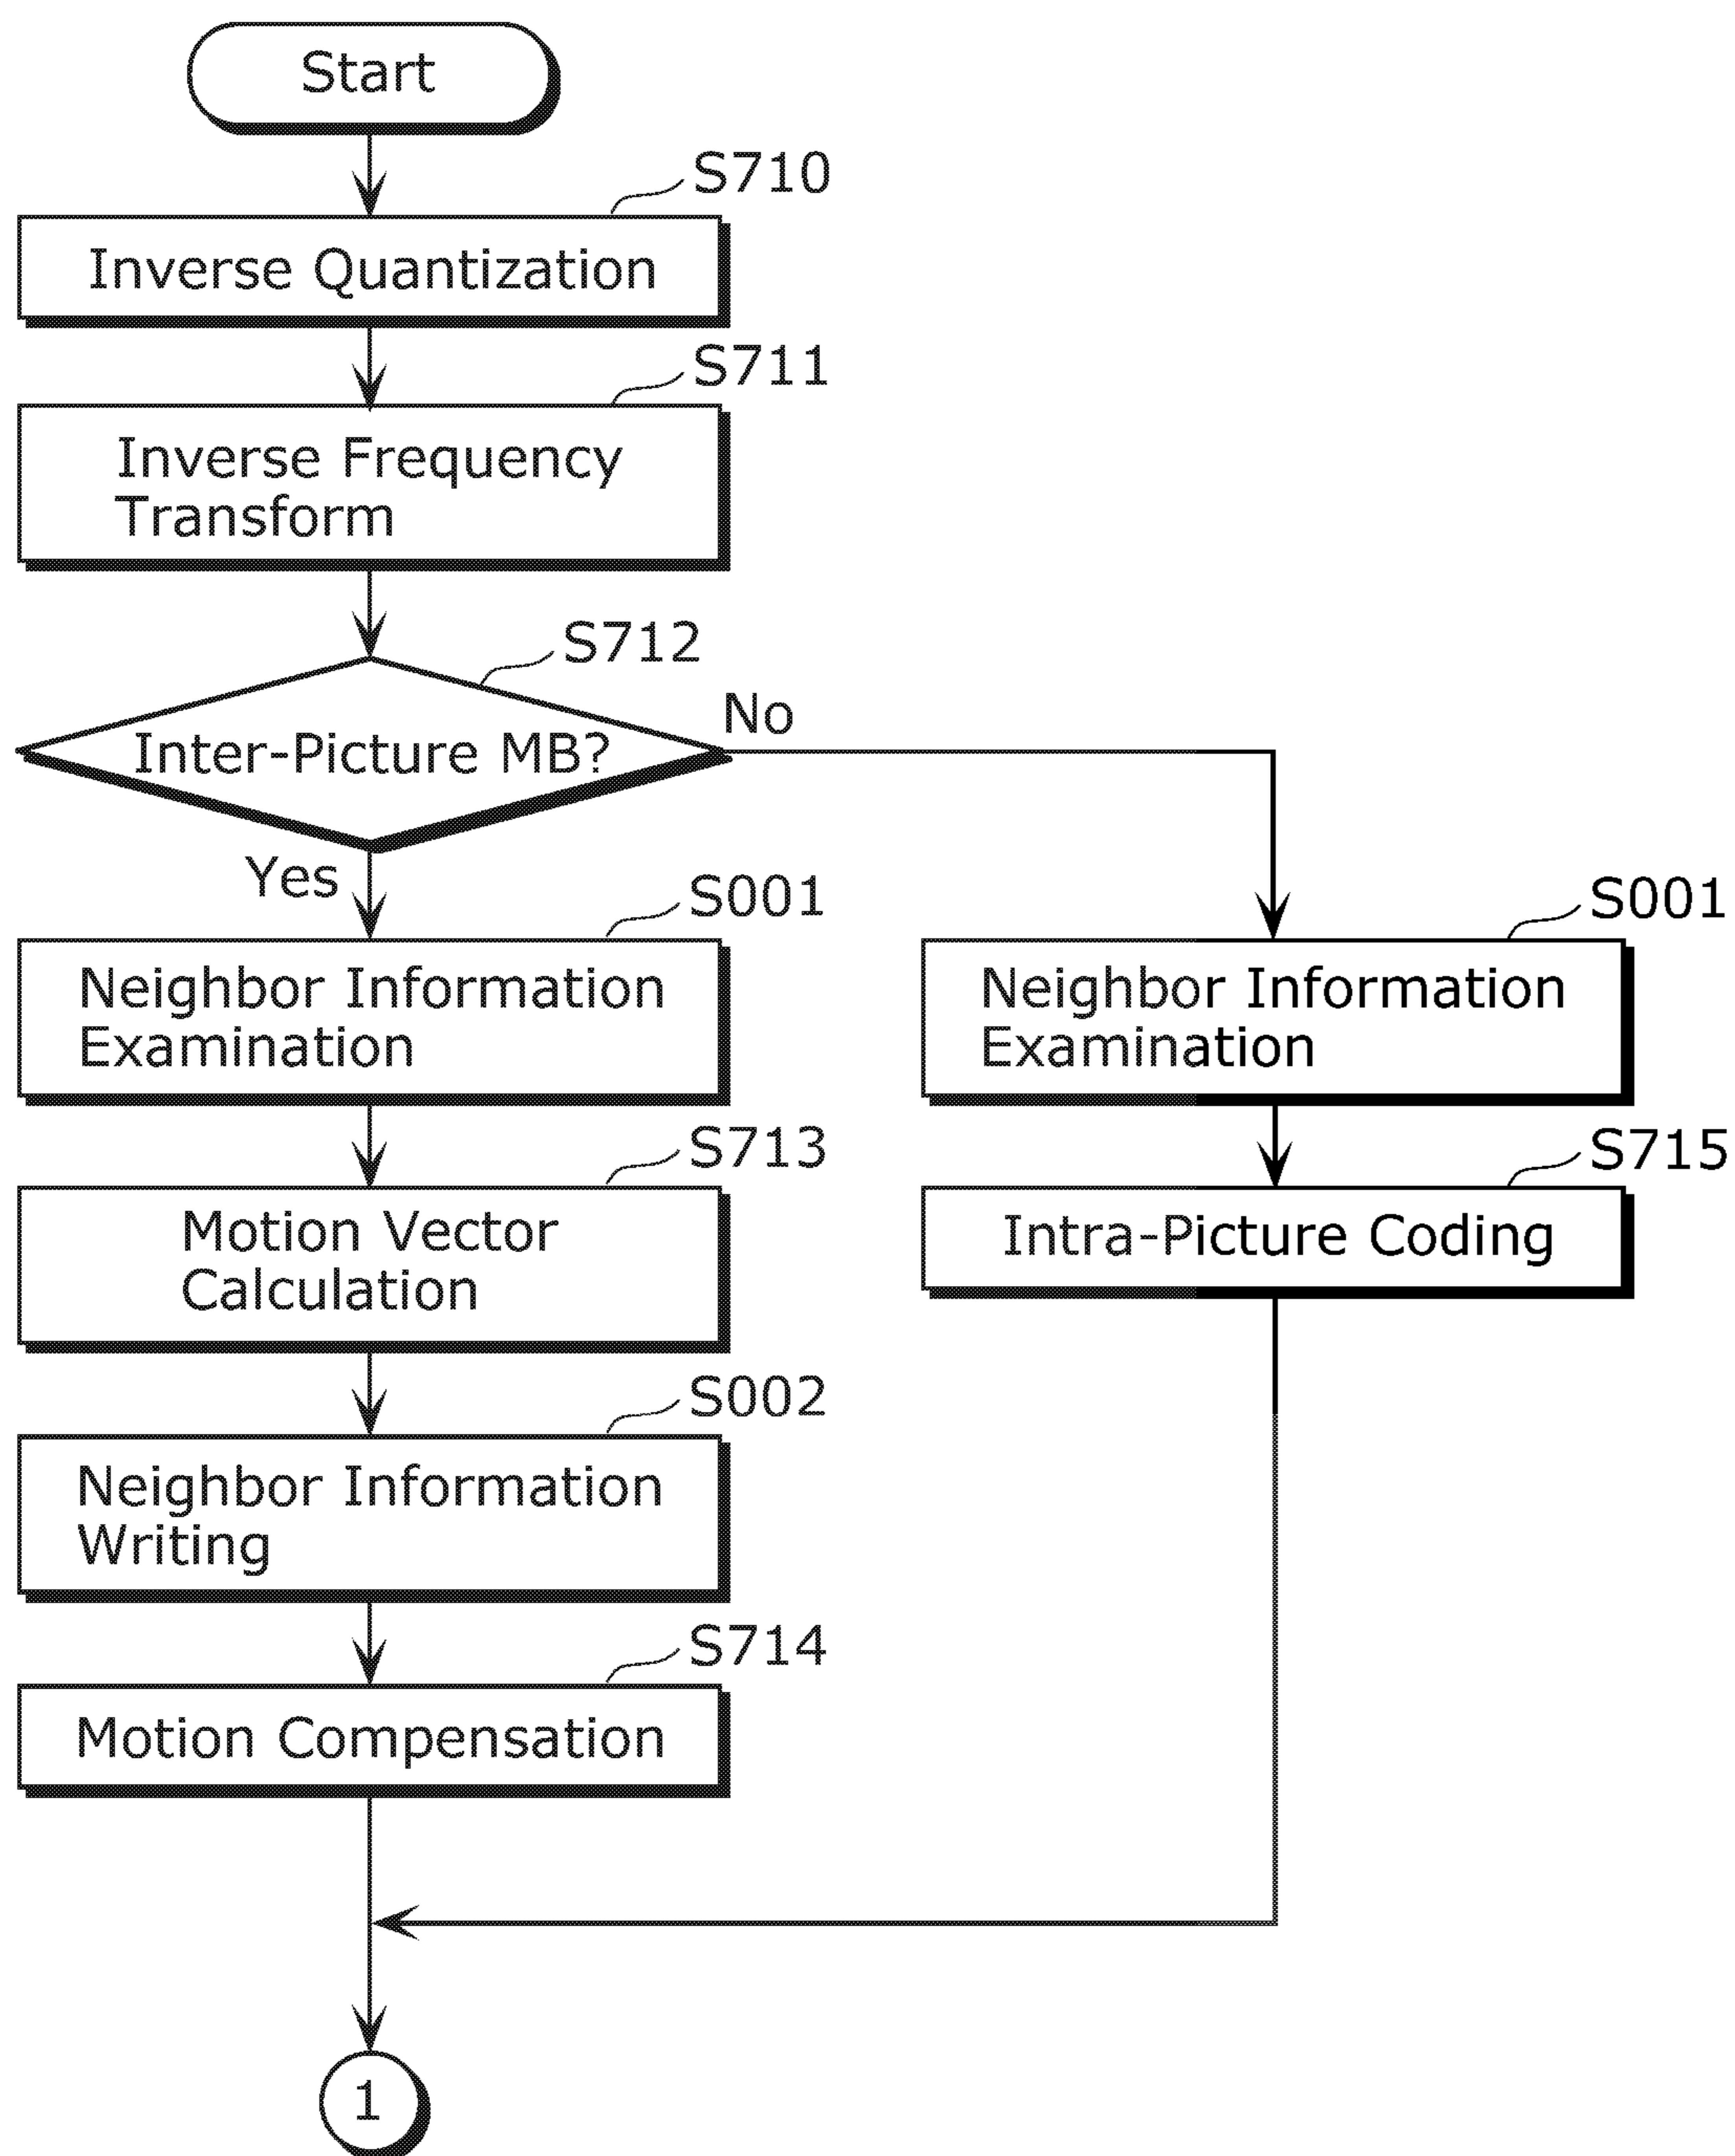 Start
S710
Inverse Quantization
S711
Inverse Frequency
Transform
S712
Inter-Picture MB?
No
Yes
S001
Neighbor Information
Examination
S001
Neighbor Information
Examination
S713
Motion Vector
Calculation
S715
Intra-Picture Coding
S002
Neighbor Information
Writing
S714
Motion Compensation
1